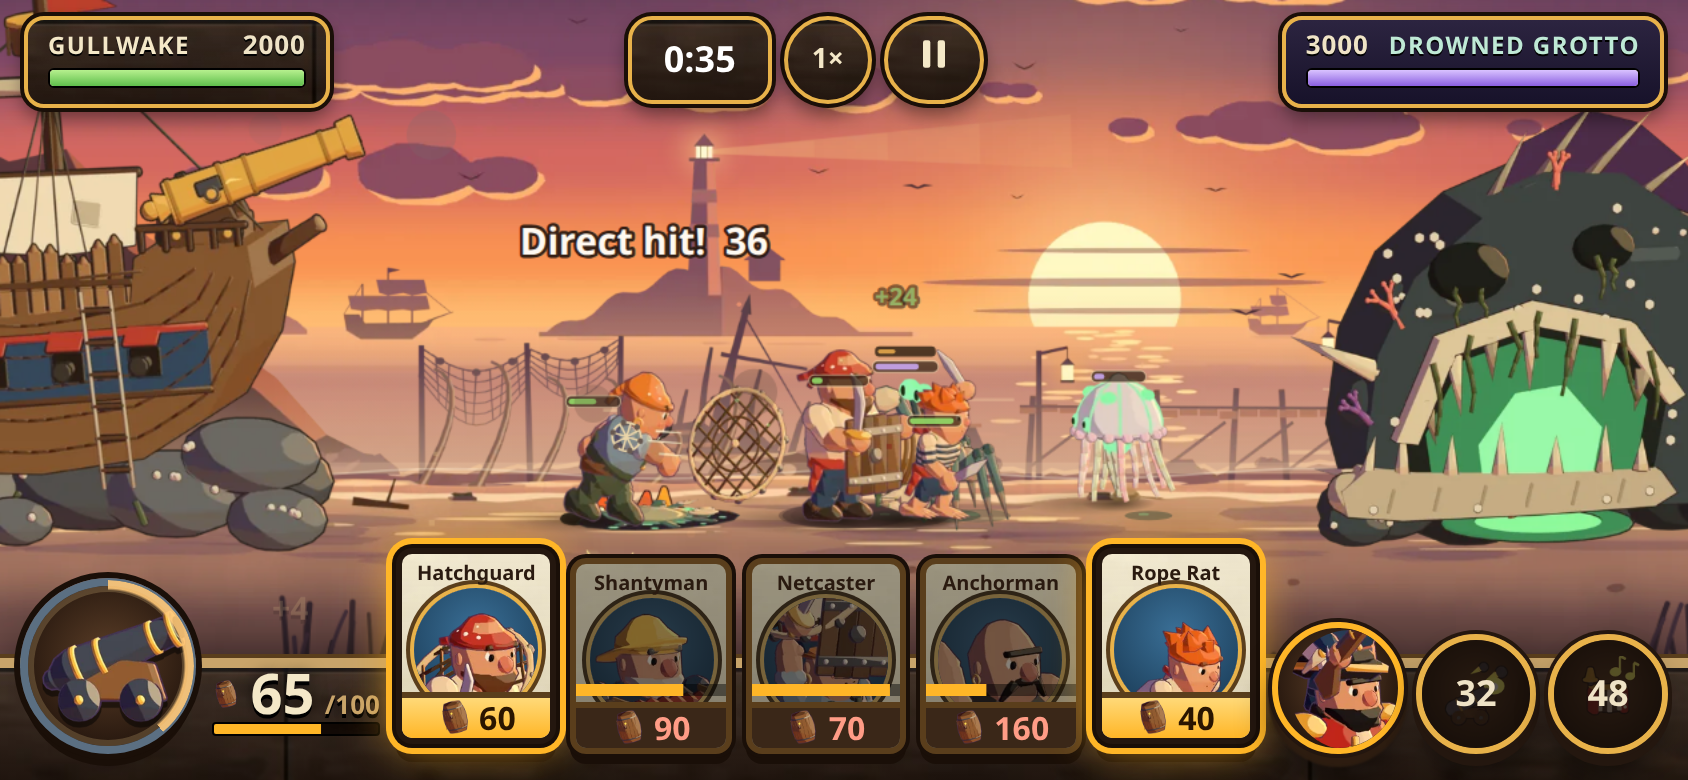 GULLWAKE 2000
0:35
1×
3000 DROWNED GROTTO
Direct hit! 36
+24
+4
65 /100
Hatchguard
60
Shantyman
90
Netcaster
70
Anchorman
160
Rope Rat
40
32
48